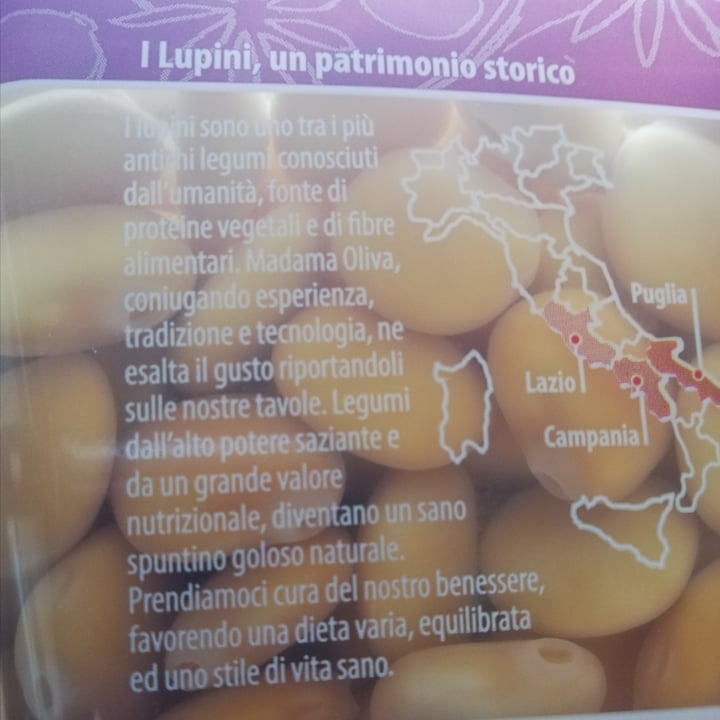 I Lupini, un patrimonio storico
I lupini sono uno tra i più
antichi legumi conosciuti
dall'umanità, fonte di
proteine vegetali e di fibre
alimentari. Madama Oliva,
coniugando esperienza,
tradizione e tecnologia, ne
esalta il gusto riportandoli
sulle nostre tavole. Legumi
dall'alto potere saziante e
da un grande valore
nutrizionale, diventano un sano
spuntino goloso naturale.
Prendiamoci cura del nostro benessere,
favorendo una dieta varia, equilibrata
ed uno stile di vita sano.
Puglia
Lazio
Campania